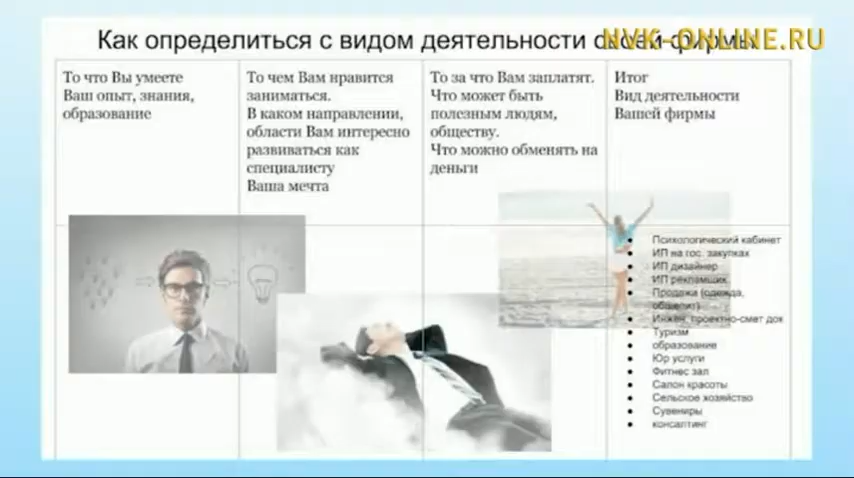 NVK-ONLINE.RU
Как определиться с видом деятельности своей фирмы
То что Вы умеете
Ваш опыт, знания,
образование
То чем Вам нравится
заниматься.
В каком направлении,
области Вам интересно
развиваться как
специалисту
Ваша мечта
То за что Вам заплатят.
Что может быть
полезным людям,
обществу.
Что можно обменять на
деньги
Итог
Вид деятельности
Вашей фирмы
Психологический кабинет
ИП на гос. закупках
ИП дизайнер
ИП рекламщик
Продажи (одежда,
общепит)
Инжен. проектно-смет док
Туризм
образование
Юр услуги
Фитнес зал
Салон красоты
Сельское хозяйство
Сувениры
консалтинг